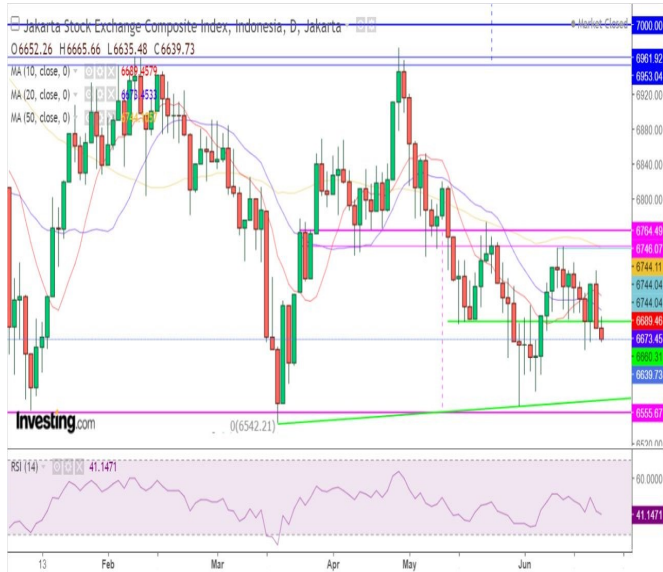 Jakarta Stock Exchange Composite Index, Indonesia, D, Jakarta
Market Closed
O6652.26 H6665.66 L6635.48 C6639.73
MA (10, close, 0) 6689.4579
MA (20, close, 0) 6673.4533
MA (50, close, 0)
7000.00
6961.92
6953.04
6920.00
6880.00
6840.00
6800.00
6764.49
6746.07
6744.11
6744.04
6744.04
6689.46
6673.45
6660.31
6639.73
6555.67
6520.00
Investing.com
0(6542.21)
RSI (14) 41.1471
60.0000
41.1471
13 Feb Mar Apr May Jun